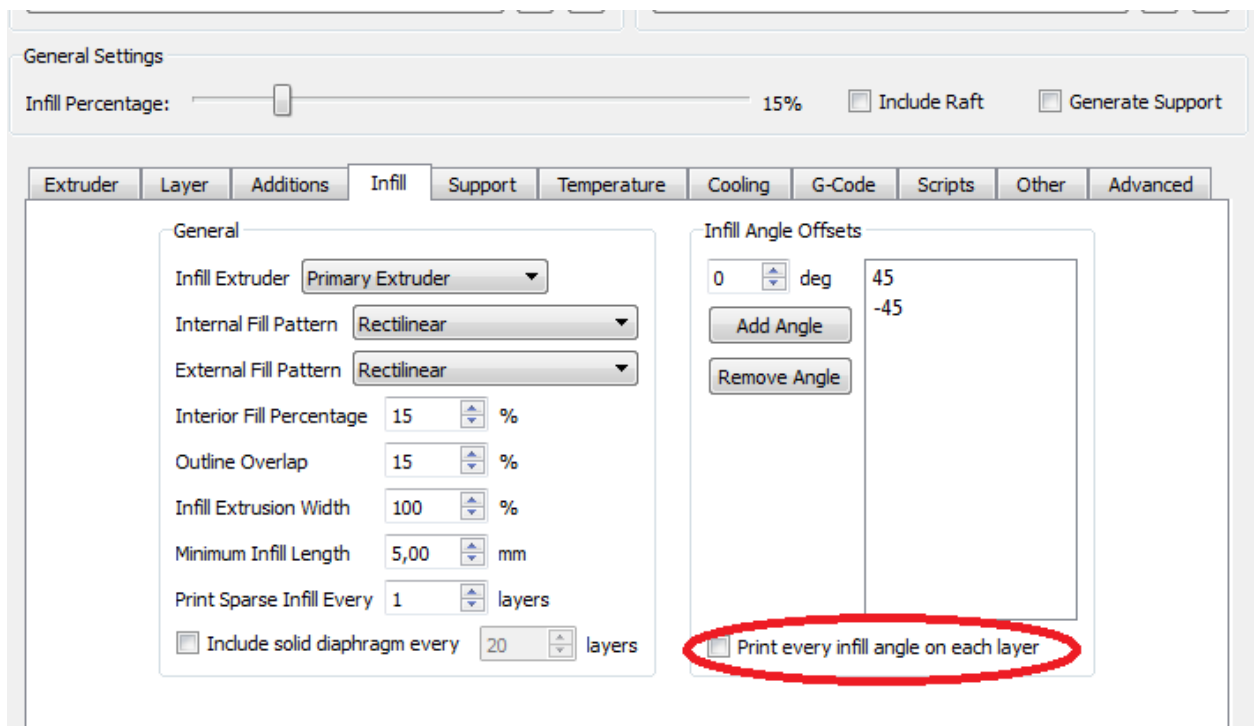 General Settings
Infill Percentage: 15% Include Raft Generate Support
Extruder Layer Additions Infill Support Temperature Cooling G-Code Scripts Other Advanced
General
Infill Extruder Primary Extruder
Internal Fill Pattern Rectilinear
External Fill Pattern Rectilinear
Interior Fill Percentage 15 %
Outline Overlap 15 %
Infill Extrusion Width 100 %
Minimum Infill Length 5,00 mm
Print Sparse Infill Every 1 layers
Include solid diaphragm every 20 layers
Infill Angle Offsets
0 deg
Add Angle
Remove Angle
45
-45
Print every infill angle on each layer